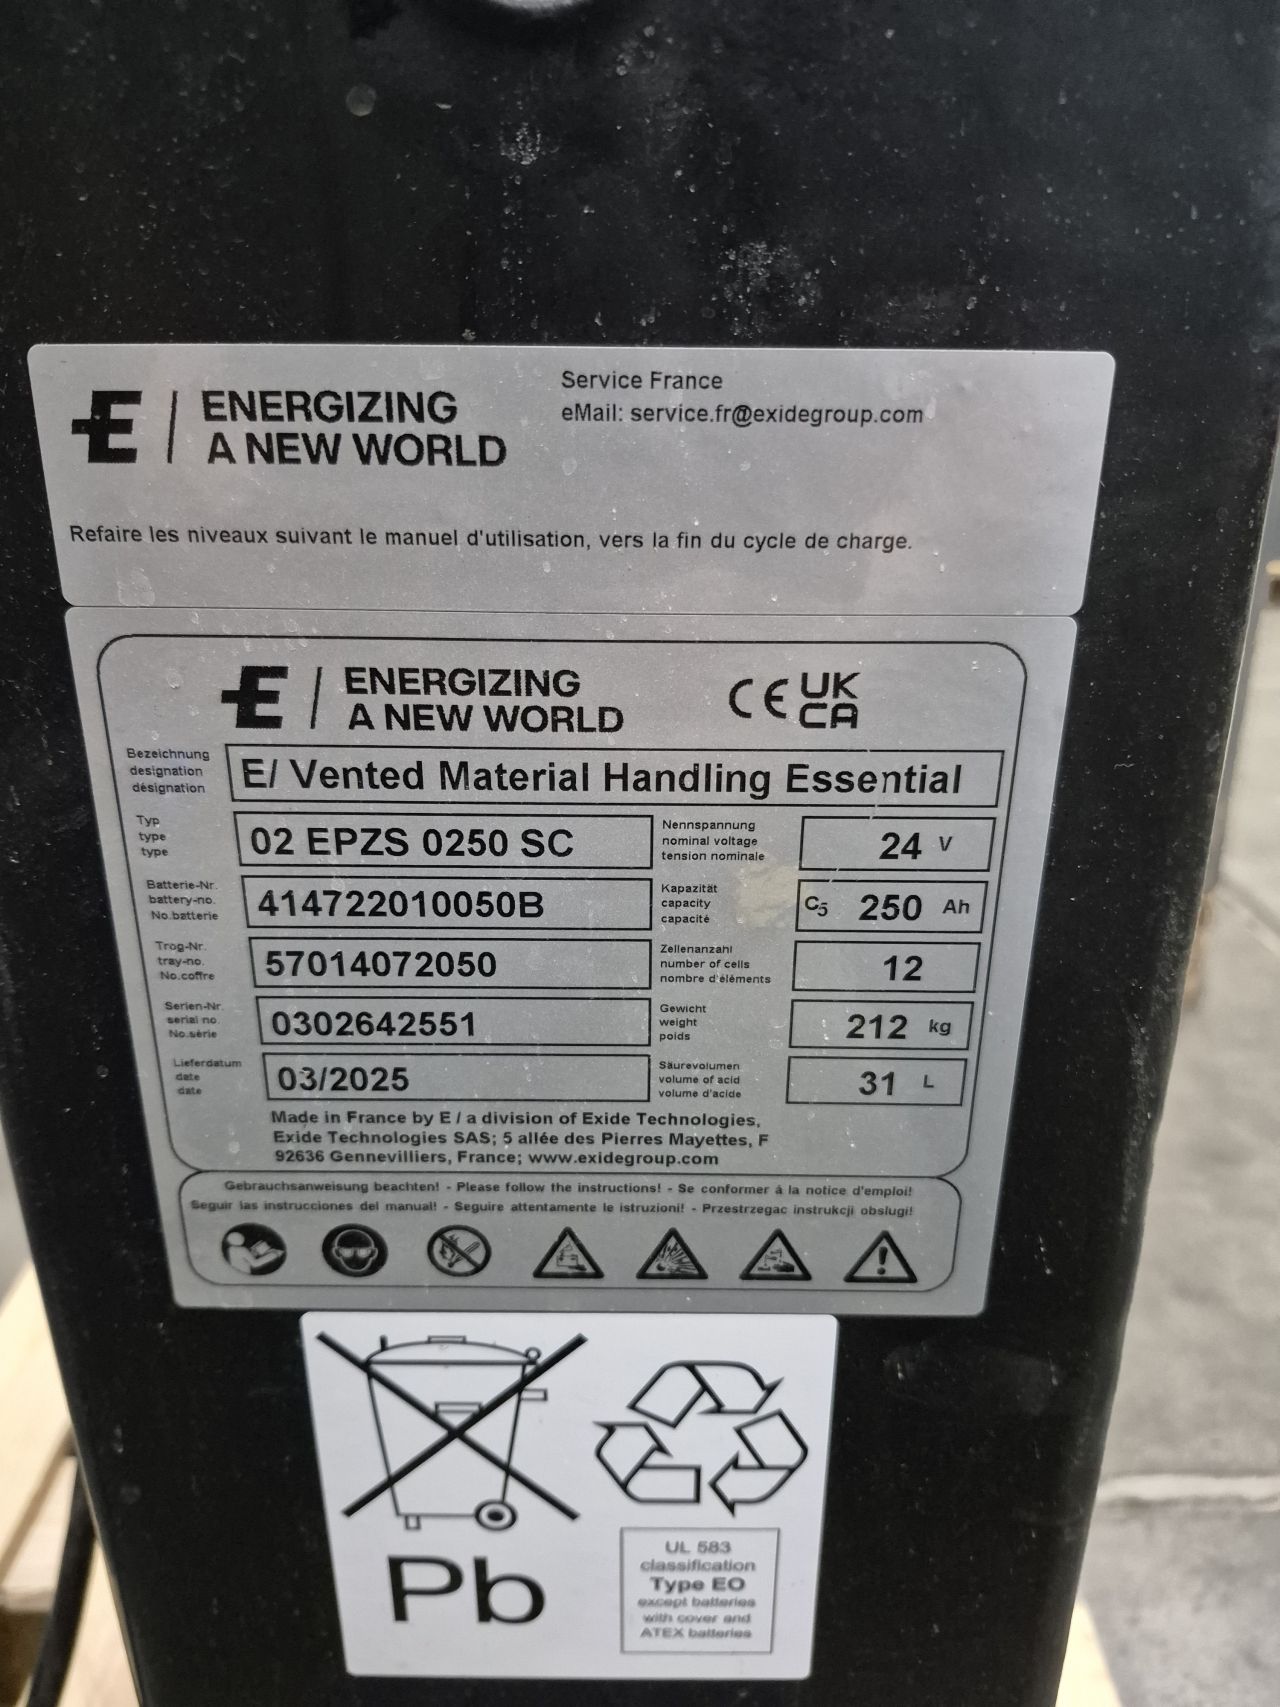 E / ENERGIZING
A NEW WORLD
Service France
eMail: service.fr@exidegroup.com
Refaire les niveaux suivant le manuel d'utilisation, vers la fin du cycle de charge.
E / ENERGIZING
A NEW WORLD
CE UK
CA
Bezeichnung
designation
désignation
E/ Vented Material Handling Essential
Typ
type
type
02 EPZS 0250 SC
Nennspannung
nominal voltage
tension nominale
24 V
Batterie-Nr.
battery-no.
No.batterie
414722010050B
Kapazität
capacity
capacité
C5 250 Ah
Trog-Nr.
tray-no.
No.coffre
57014072050
Zellenanzahl
number of cells
nombre d'éléments
12
Serien-Nr.
serial no.
No.série
0302642551
Gewicht
weight
poids
212 kg
Lieferdatum
date
date
03/2025
Säurevolumen
volume of acid
volume d'acide
31 L
Made in France by E / a division of Exide Technologies,
Exide Technologies SAS; 5 allée des Pierres Mayettes, F
92636 Gennevilliers, France; www.exidegroup.com
Gebrauchsanweisung beachten! - Please follow the instructions! - Se conformer à la notice d'emploi!
Seguir las instrucciones del manual! - Seguire attentamente le istruzioni! - Przestrzegac instrukcji obslugi!
Pb
UL 583
classification
Type EO
except batteries
with cover and
ATEX batteries